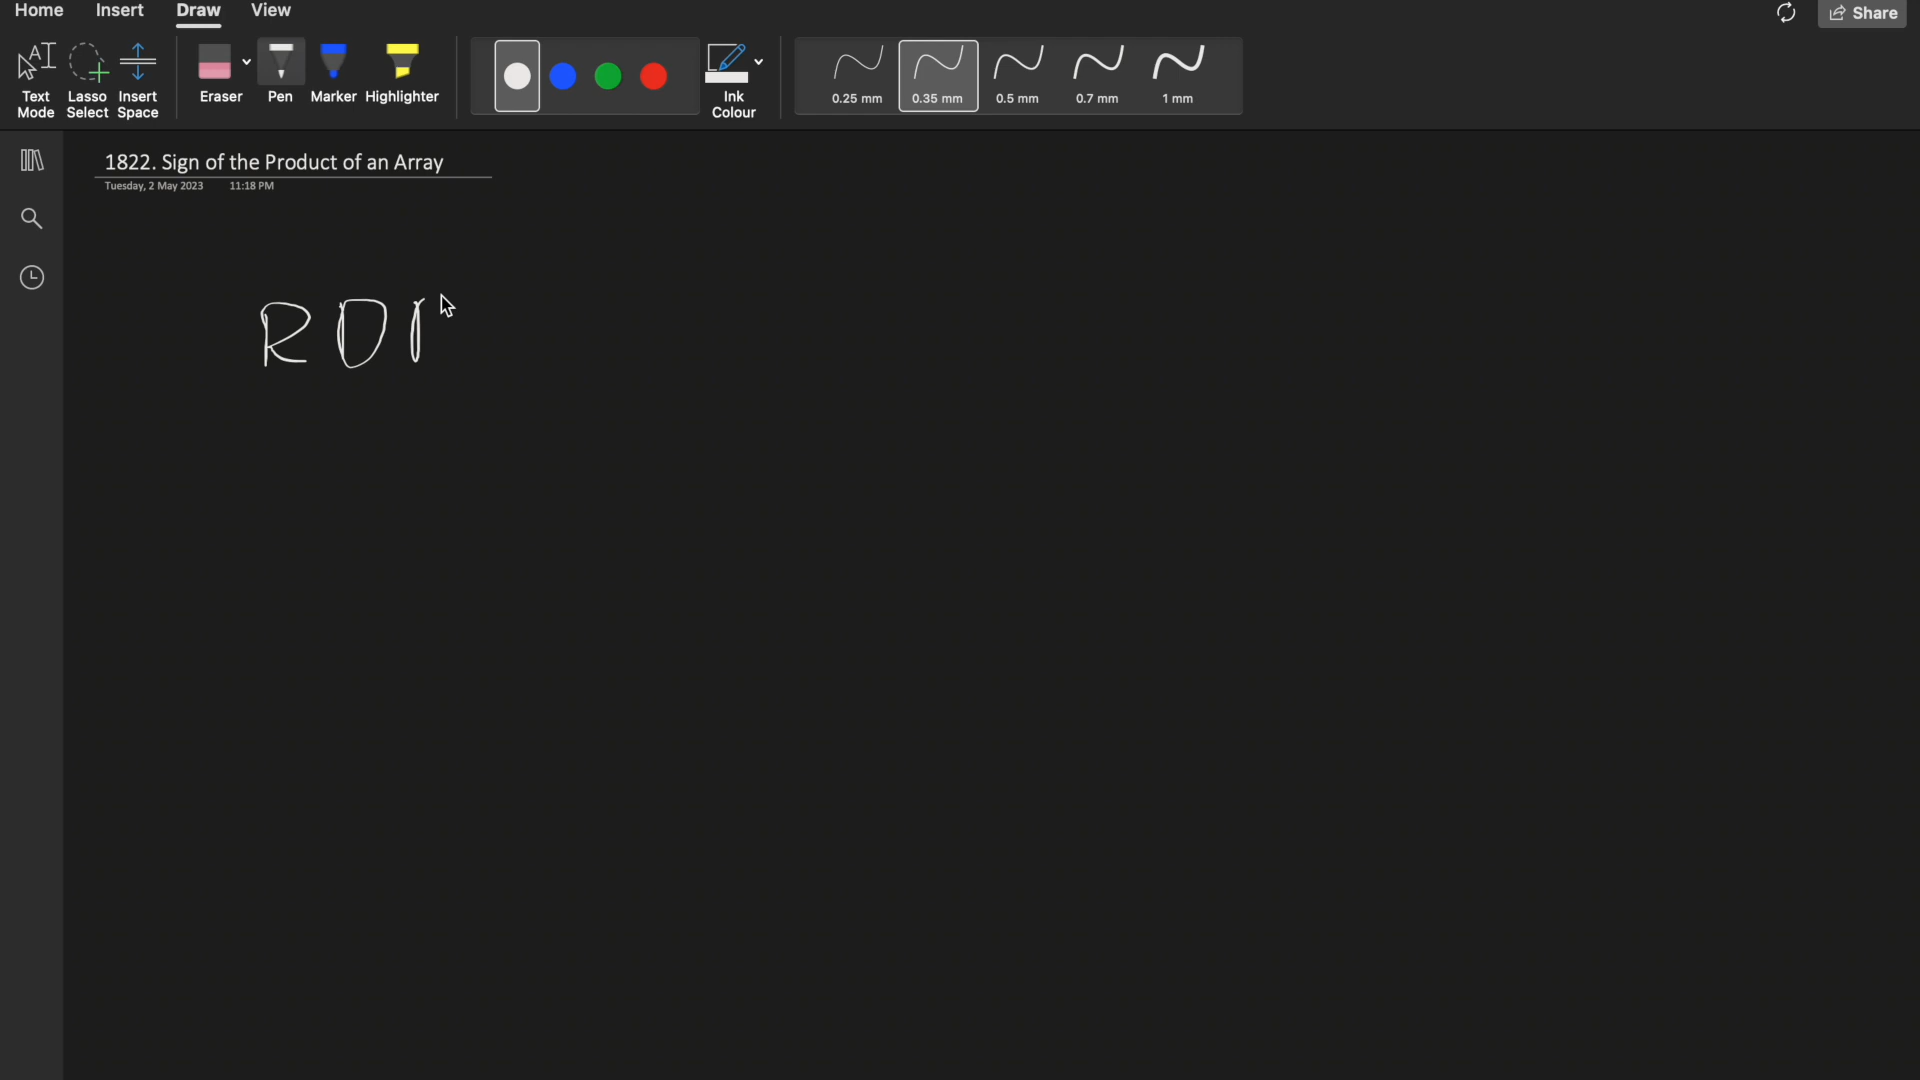 Home Insert Draw View Share
Text Mode
Lasso Select
Insert Space
Eraser
Pen
Marker
Highlighter
Ink Colour
0.25 mm
0.35 mm
0.5 mm
0.7 mm
1 mm
1822. Sign of the Product of an Array
Tuesday, 2 May 2023 11:18 PM